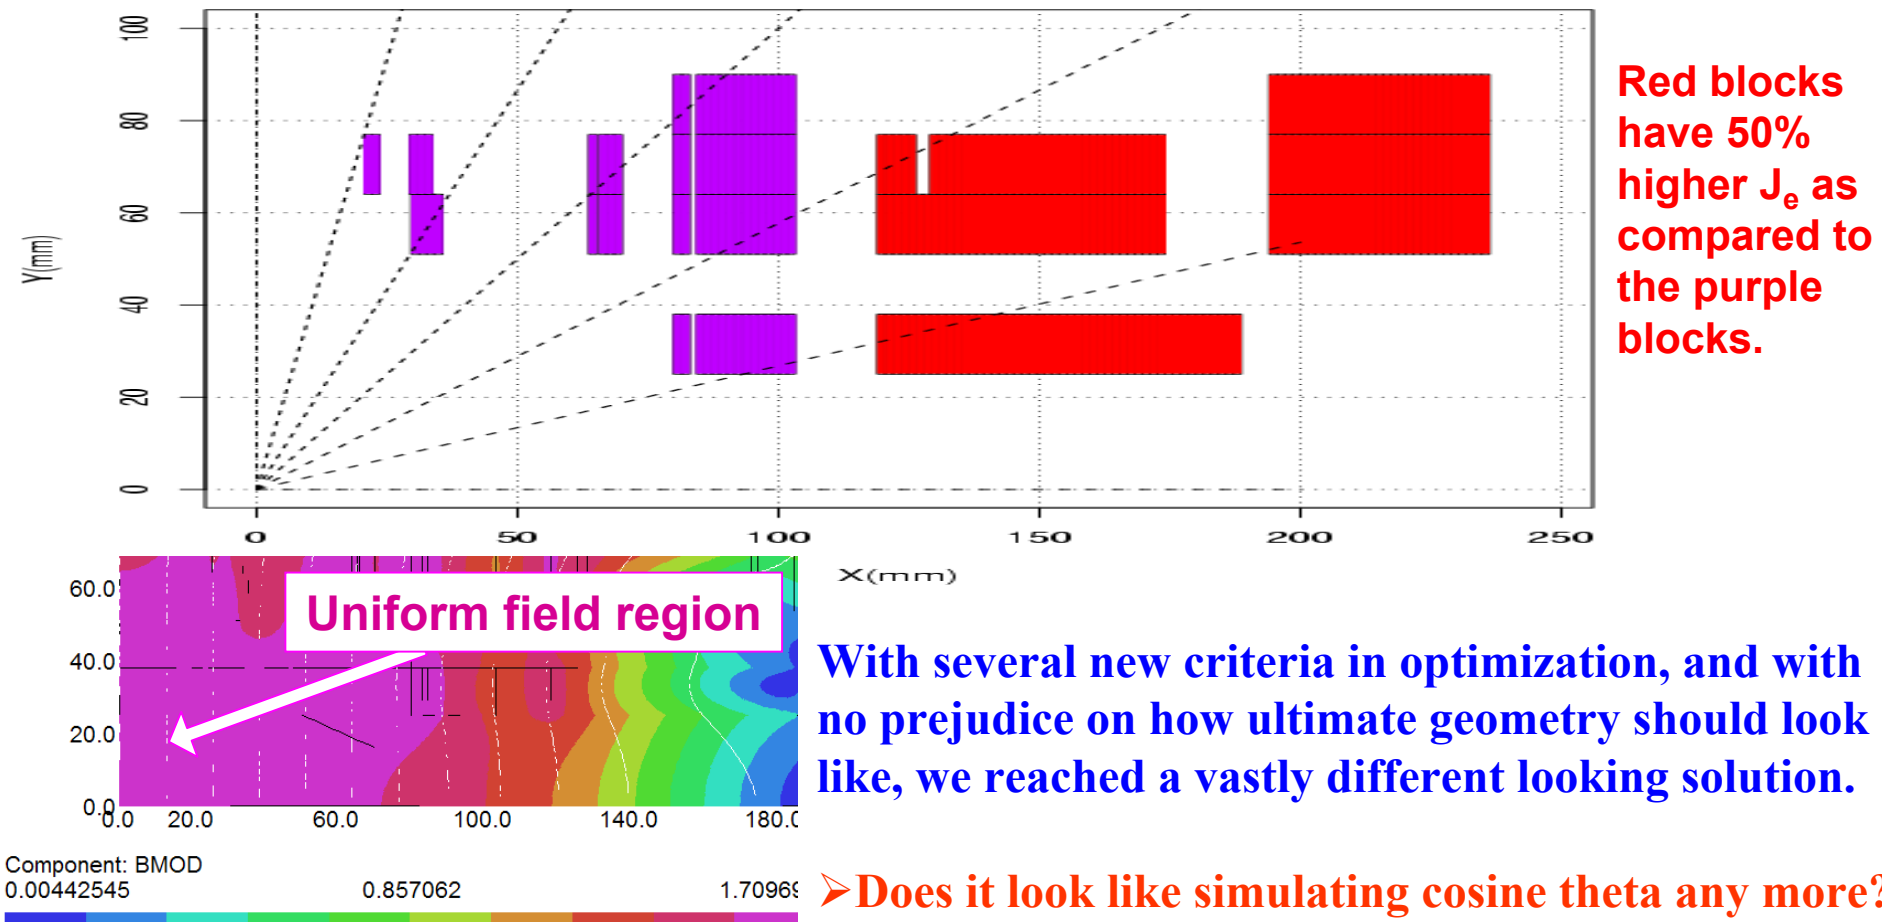 100
80
60
40
20
0
Y(mm)
0 50 100 150 200 250
X(mm)
Red blocks
have 50%
higher Je as
compared to
the purple
blocks.
60.0
40.0
20.0
0.0
0.0 20.0 60.0 100.0 140.0 180.0
Uniform field region
Component: BMOD
0.00442545 0.857062 1.70969
With several new criteria in optimization, and with
no prejudice on how ultimate geometry should look
like, we reached a vastly different looking solution.
➢Does it look like simulating cosine theta any more?